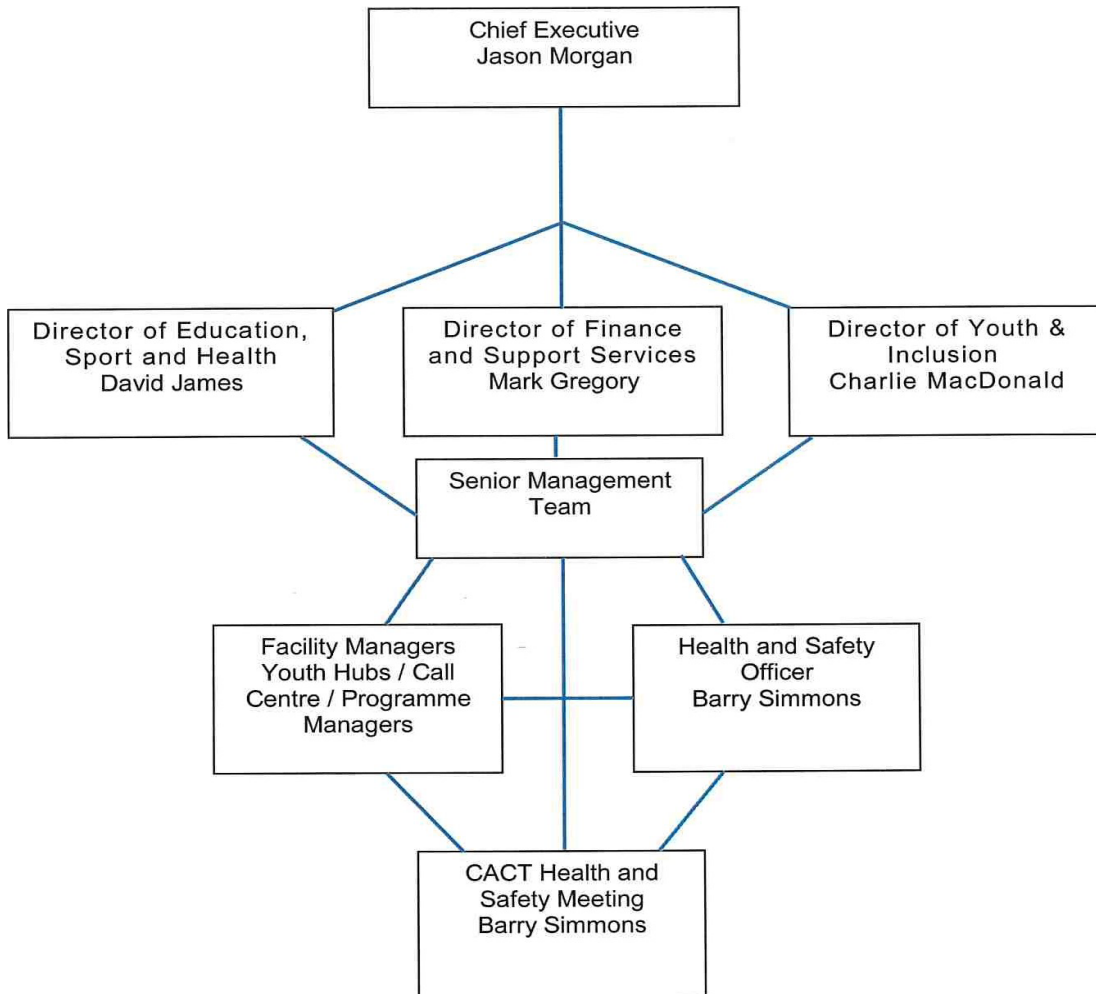 Chief Executive
Jason Morgan
Director of Education,
Sport and Health
David James
Director of Finance
and Support Services
Mark Gregory
Director of Youth &
Inclusion
Charlie MacDonald
Senior Management
Team
Facility Managers
Youth Hubs / Call
Centre / Programme
Managers
Health and Safety
Officer
Barry Simmons
CACT Health and
Safety Meeting
Barry Simmons